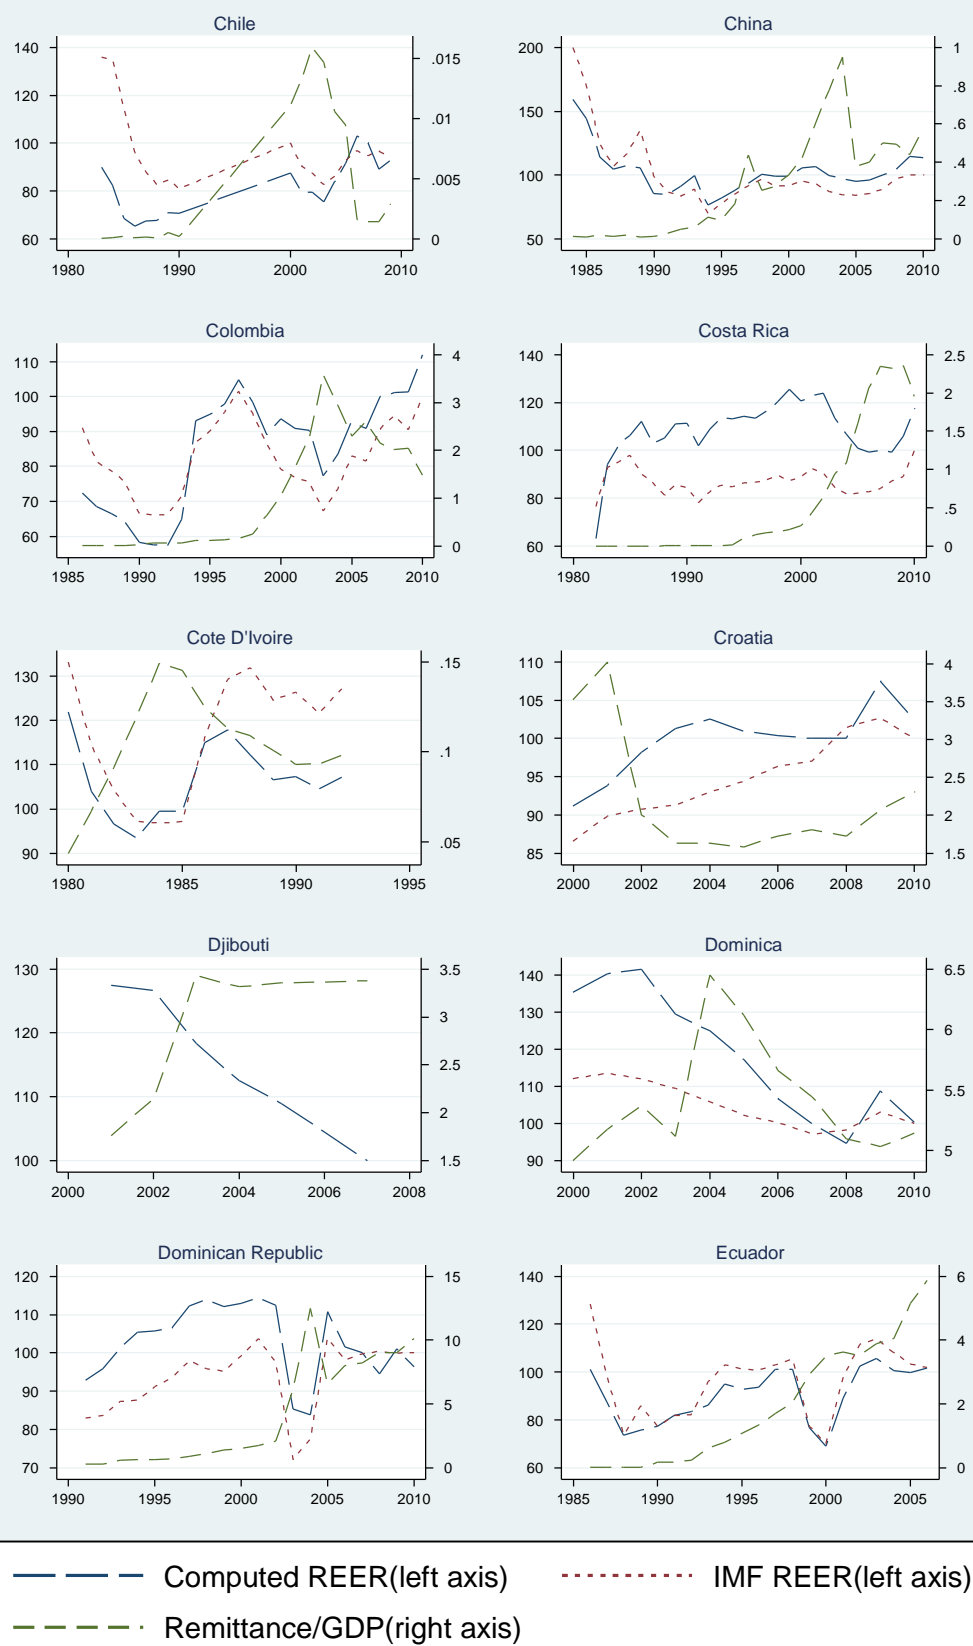 Chile China
140 120 100 80 60 .015 .01 .005 0 200 150 100 50 1 .8 .6 .4 .2 0
1980 1990 2000 2010 1985 1990 1995 2000 2005 2010
Colombia Costa Rica
110 100 90 80 70 60 4 3 2 1 0 140 120 100 80 60 2.5 2 1.5 1 .5 0
1985 1990 1995 2000 2005 2010 1980 1990 2000 2010
Cote D'Ivoire Croatia
130 120 110 100 90 .15 .1 .05 110 105 100 95 90 85 4 3.5 3 2.5 2 1.5
1980 1985 1990 1995 2000 2002 2004 2006 2008 2010
Djibouti Dominica
130 120 110 100 3.5 3 2.5 2 1.5 140 130 120 110 100 90 6.5 6 5.5 5
2000 2002 2004 2006 2008 2000 2002 2004 2006 2008 2010
Dominican Republic Ecuador
120 110 100 90 80 70 15 10 5 0 140 120 100 80 60 6 4 2 0
1990 1995 2000 2005 2010 1985 1990 1995 2000 2005
Computed REER(left axis) IMF REER(left axis)
Remittance/GDP(right axis)